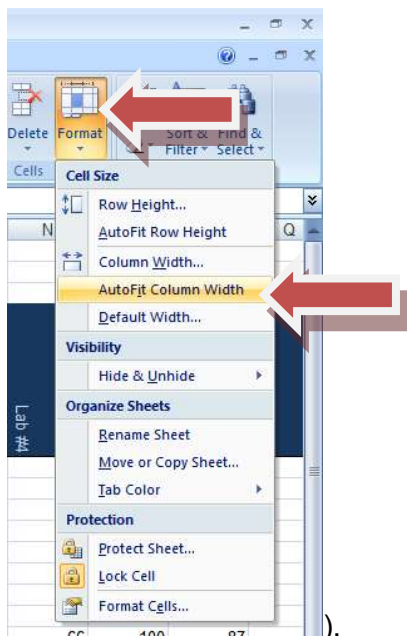 Delete Format Sort & Find &
Filter Select
Cells
Cell Size
Row Height...
N AutoFit Row Height Q
Column Width...
AutoFit Column Width
Default Width...
Visibility
Hide & Unhide
Organize Sheets
Lab #4
Rename Sheet
Move or Copy Sheet...
Tab Color
Protection
Protect Sheet...
Lock Cell
Format Cells...
66 100 87
).